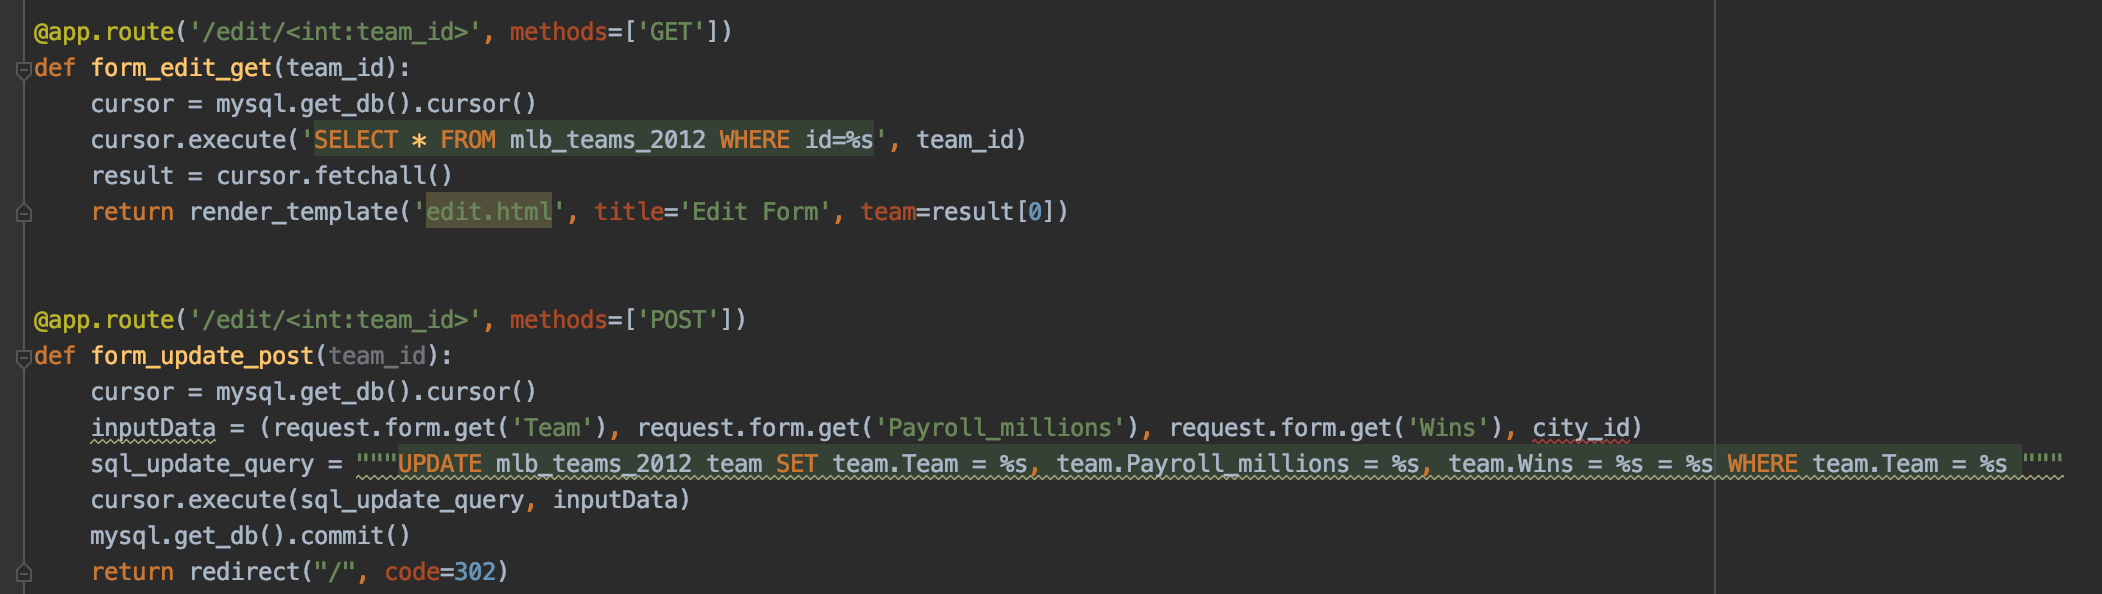 @app.route('/edit/<int:team_id>', methods=['GET'])
def form_edit_get(team_id):
    cursor = mysql.get_db().cursor()
    cursor.execute('SELECT * FROM mlb_teams_2012 WHERE id=%s', team_id)
    result = cursor.fetchall()
    return render_template('edit.html', title='Edit Form', team=result[0])
@app.route('/edit/<int:team_id>', methods=['POST'])
def form_update_post(team_id):
    cursor = mysql.get_db().cursor()
    inputData = (request.form.get('Team'), request.form.get('Payroll_millions'), request.form.get('Wins'), city_id)
    sql_update_query = """UPDATE mlb_teams_2012 team SET team.Team = %s, team.Payroll_millions = %s, team.Wins = %s = %s WHERE team.Team = %s """
    cursor.execute(sql_update_query, inputData)
    mysql.get_db().commit()
    return redirect("/", code=302)